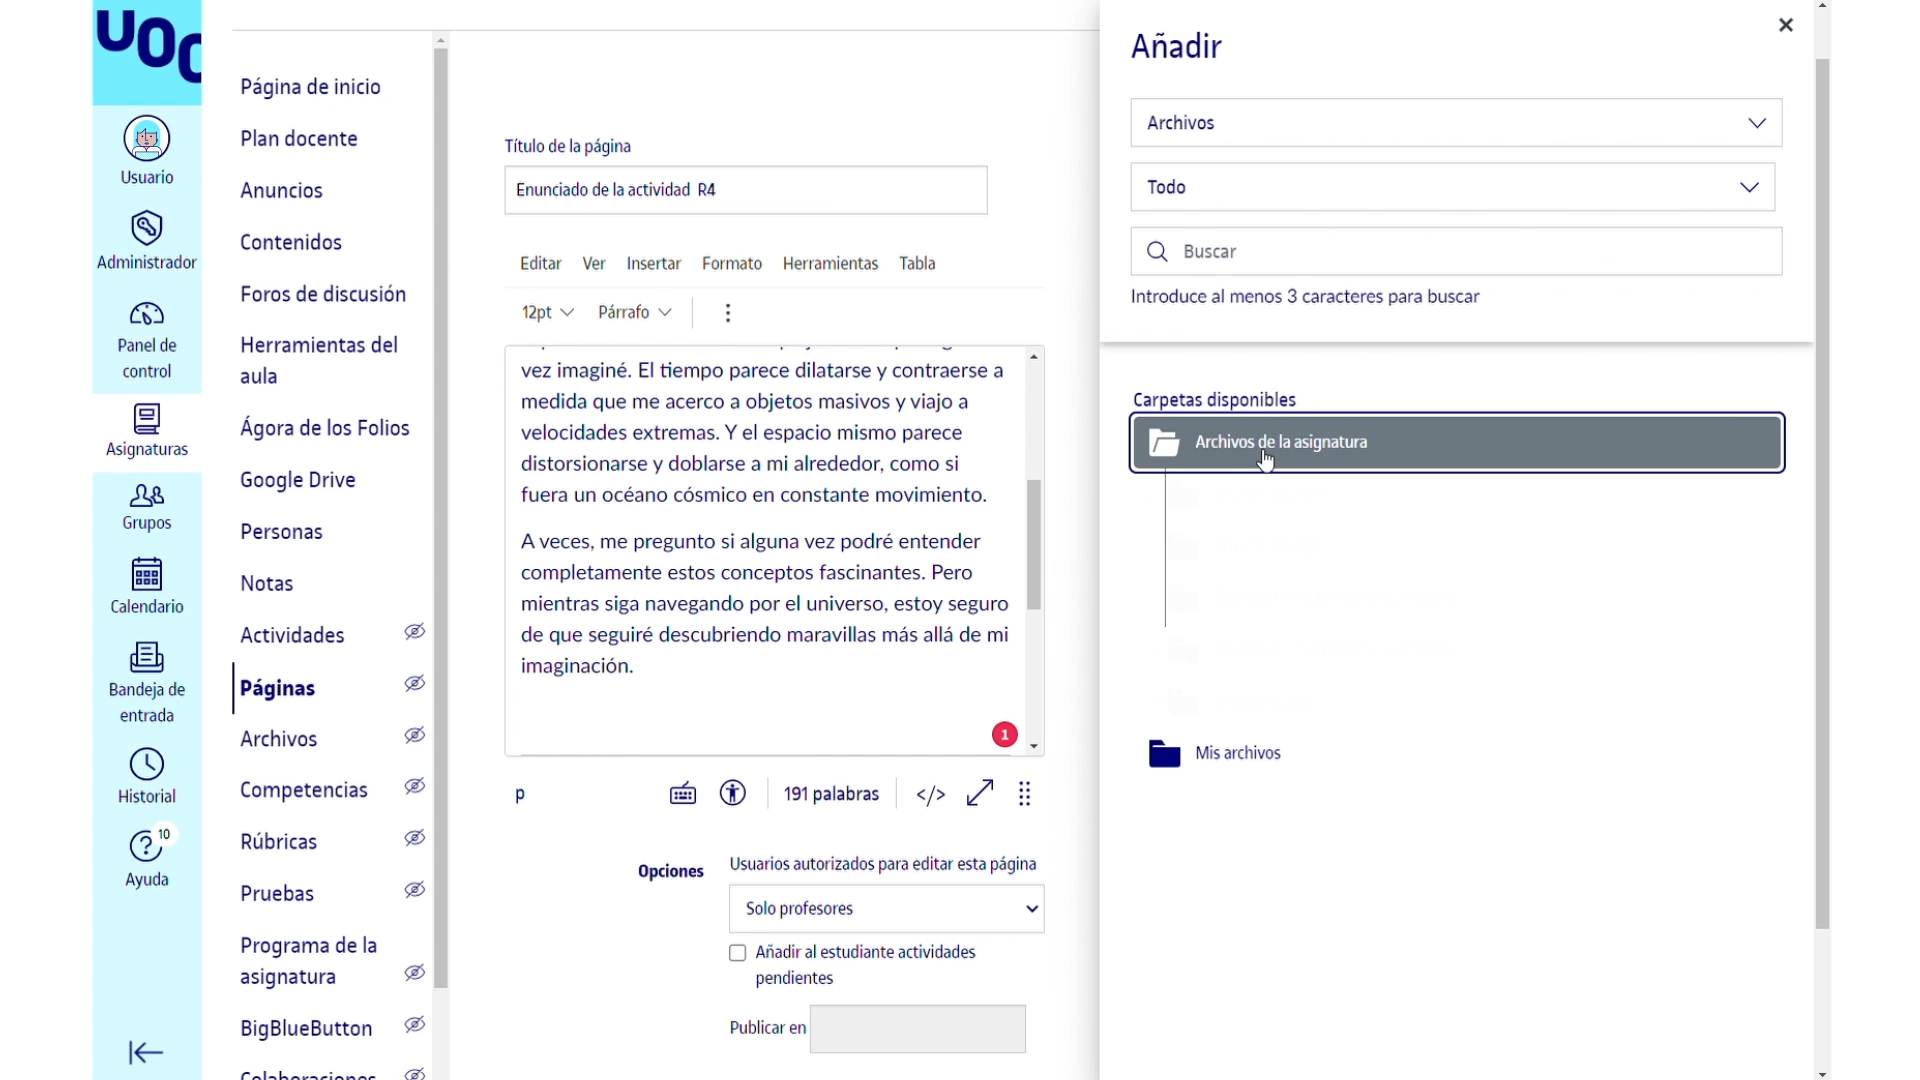 UOC
Usuario
Administrador
Panel de
control
Asignaturas
Grupos
Calendario
Bandeja de
entrada
Historial
10
Ayuda
Página de inicio
Plan docente
Anuncios
Contenidos
Foros de discusión
Herramientas del
aula
Ágora de los Folios
Google Drive
Personas
Notas
Actividades
Páginas
Archivos
Competencias
Rúbricas
Pruebas
Programa de la
asignatura
BigBlueButton
Colaboraciones
Título de la página
Enunciado de la actividad R4
Editar Ver Insertar Formato Herramientas Tabla
12pt Párrafo
vez imaginé. El tiempo parece dilatarse y contraerse a
medida que me acerco a objetos masivos y viajo a
velocidades extremas. Y el espacio mismo parece
distorsionarse y doblarse a mi alrededor, como si
fuera un océano cósmico en constante movimiento.
A veces, me pregunto si alguna vez podré entender
completamente estos conceptos fascinantes. Pero
mientras siga navegando por el universo, estoy seguro
de que seguiré descubriendo maravillas más allá de mi
imaginación.
1
p 191 palabras </>
Opciones
Usuarios autorizados para editar esta página
Solo profesores
Añadir al estudiante actividades
pendientes
Publicar en
Añadir
Archivos
Todo
Buscar
Introduce al menos 3 caracteres para buscar
Carpetas disponibles
Archivos de la asignatura
Mis archivos